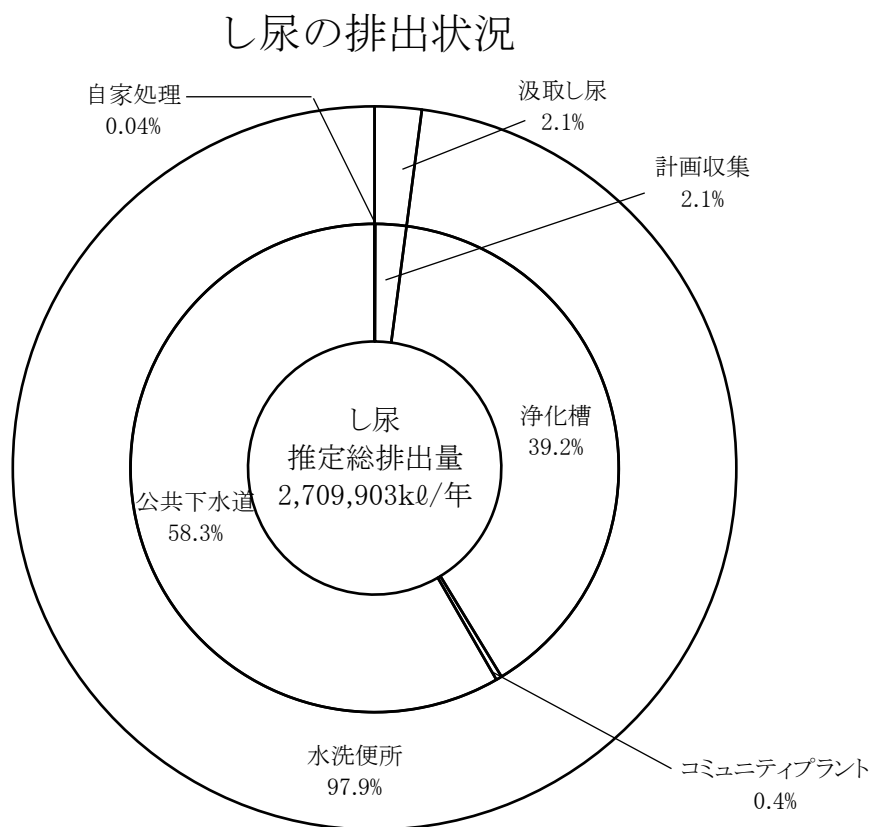 し尿の排出状況
自家処理
0.04%
汲取し尿
2.1%
計画収集
2.1%
浄化槽
39.2%
し尿
推定総排出量
2,709,903kℓ/年
公共下水道
58.3%
水洗便所
97.9%
コミュニティプラント
0.4%